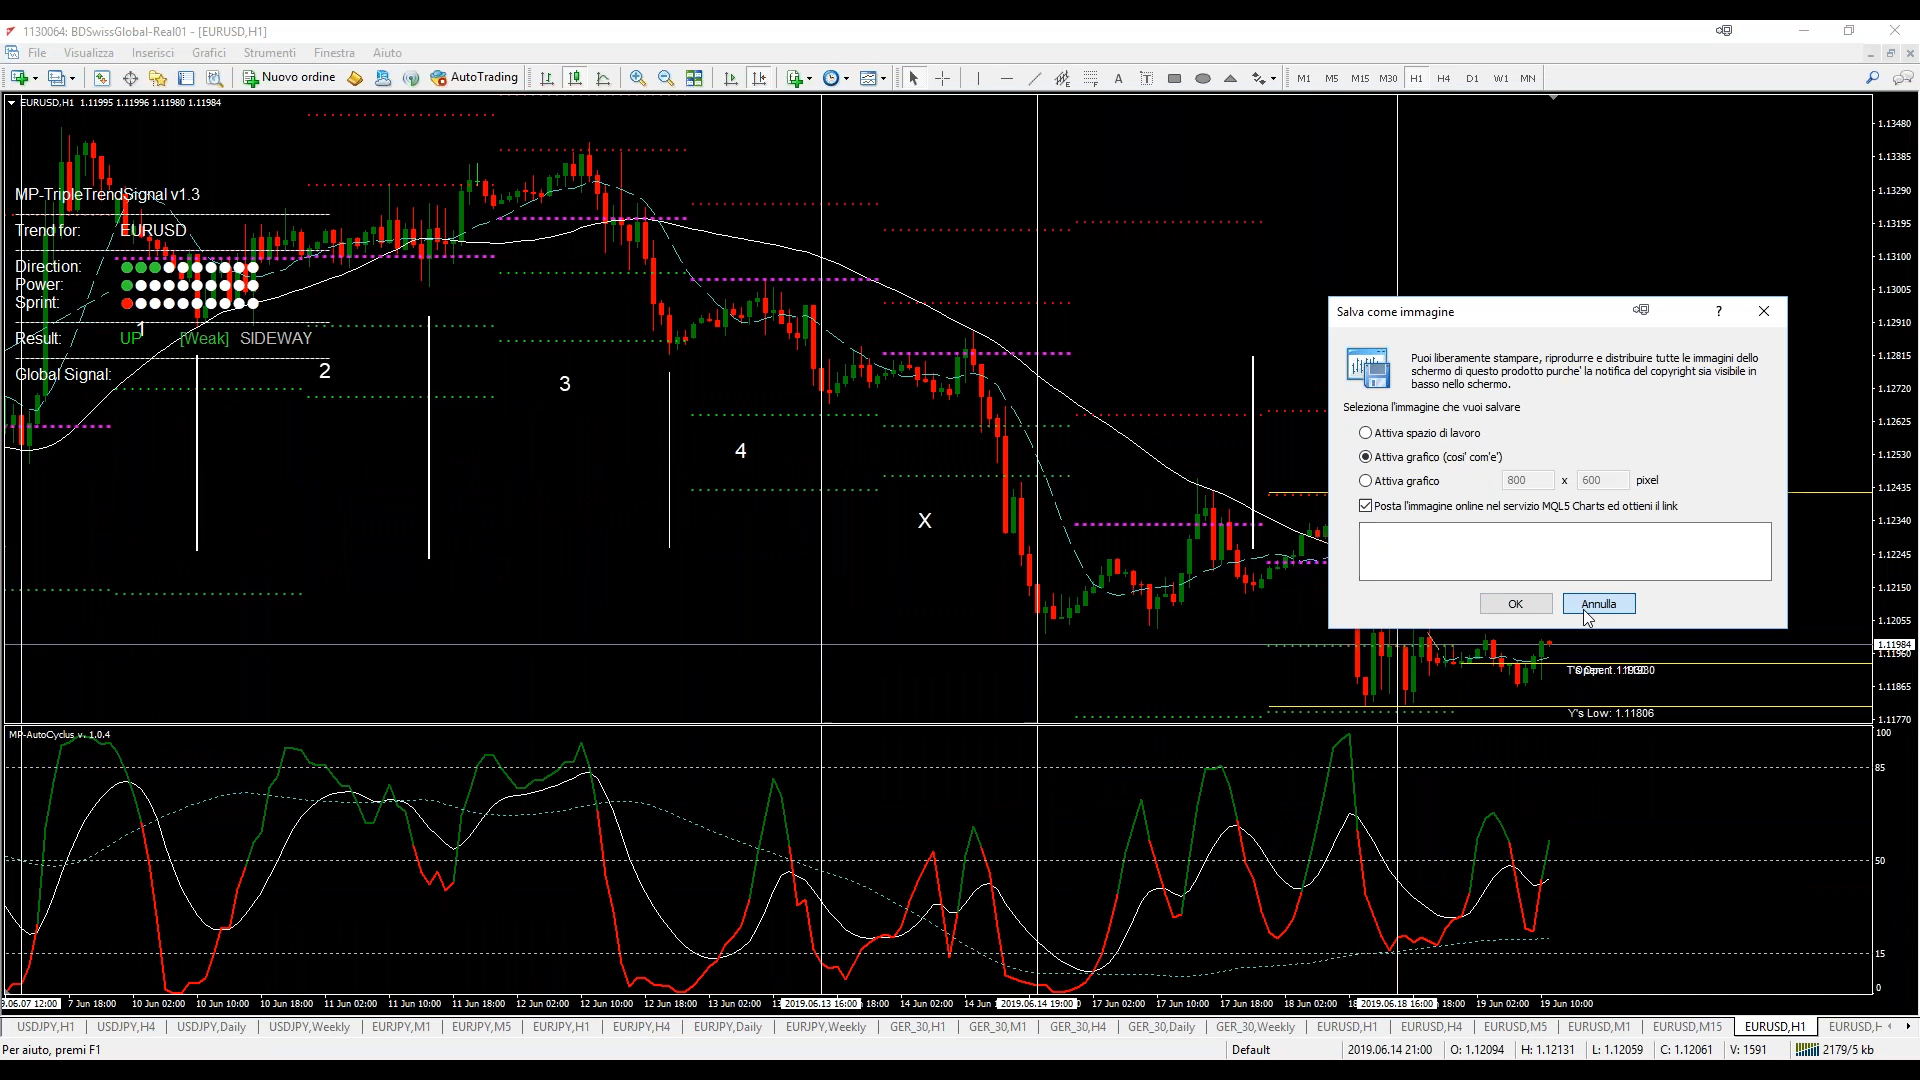 1130064: BDSwissGlobal-Real01 - [EURUSD,H1]
File Visualizza Inserisci Grafici Strumenti Finestra Aiuto
Nuovo ordine AutoTrading A T M1 M5 M15 M30 H1 H4 D1 W1 MN
EURUSD,H1 1.11995 1.11996 1.11980 1.11984
MP-TripleTrendSignal v1.3
Trend for: EURUSD
Direction:
Power:
Sprint:
1
Result: UP [Weak] SIDEWAY
Global Signal:
2
3
4
X
1.13480
1.13385
1.13290
1.13195
1.13100
1.13005
1.12910
1.12815
1.12720
1.12625
1.12530
1.12435
1.12340
1.12245
1.12150
1.12055
1.11984
1.11960
1.11865
1.11770
Salva come immagine
Puoi liberamente stampare, riprodurre e distribuire tutte le immagini dello
schermo di questo prodotto purche' la notifica del copyright sia visibile in
basso nello schermo.
Seleziona l'immagine che vuoi salvare
Attiva spazio di lavoro
Attiva grafico (cosi' com'e')
Attiva grafico 800 x 600 pixel
Posta l'immagine online nel servizio MQL5 Charts ed ottieni il link
OK Annulla
Y's Low: 1.11806
MP-AutoCyclus v. 1.0.4
100
85
50
15
0
7 Jun 18:00 10 Jun 02:00 10 Jun 10:00 10 Jun 18:00 11 Jun 02:00 11 Jun 10:00 11 Jun 18:00 12 Jun 02:00 12 Jun 10:00 12 Jun 18:00 13 Jun 02:00 2019.06.13 16:00 18:00 14 Jun 02:00 14 Jun 2019.06.14 19:00 17 Jun 02:00 17 Jun 10:00 17 Jun 18:00 18 Jun 02:00 2019.06.18 16:00 18:00 19 Jun 02:00 19 Jun 10:00
USDJPY,H1 USDJPY,H4 USDJPY,Daily USDJPY,Weekly EURJPY,M1 EURJPY,M5 EURJPY,H1 EURJPY,H4 EURJPY,Daily EURJPY,Weekly GER_30,H1 GER_30,M1 GER_30,H4 GER_30,Daily GER_30,Weekly EURUSD,H1 EURUSD,H4 EURUSD,M5 EURUSD,M1 EURUSD,M15 EURUSD,H1 EURUSD,H
Per aiuto, premi F1 Default 2019.06.14 21:00 O: 1.12094 H: 1.12131 L: 1.12059 C: 1.12061 V: 1591 2179/5 kb